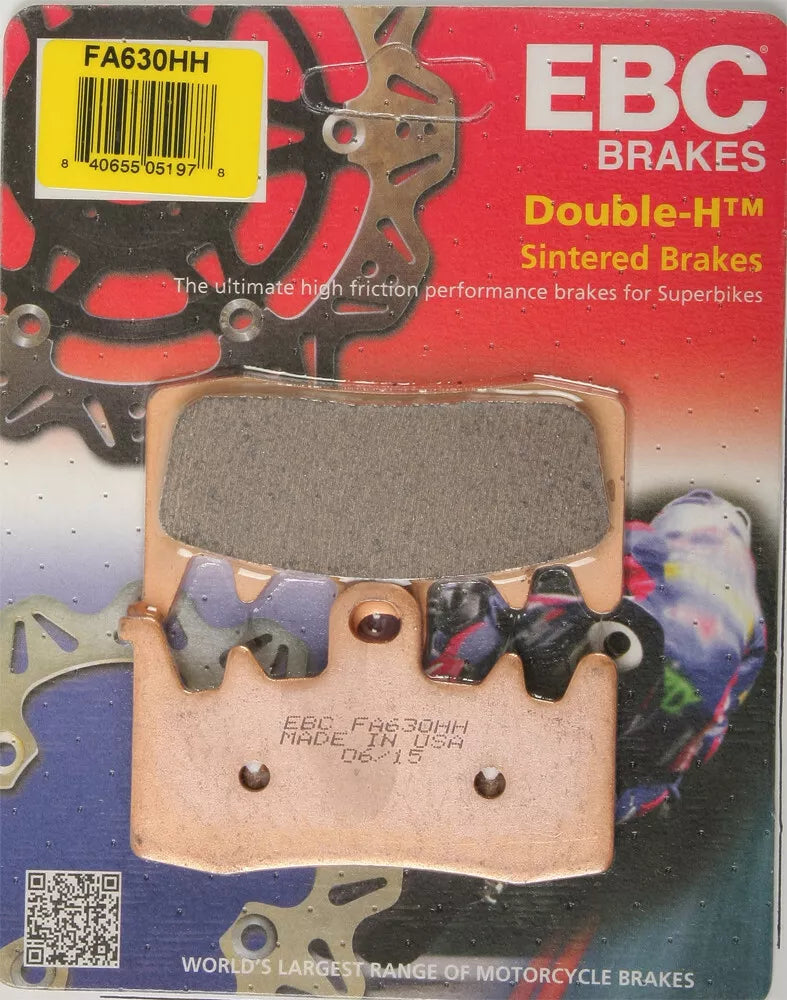 FA630HH
8 40655 05197 8
EBC®
BRAKES
Double-H™
Sintered Brakes
The ultimate high friction performance brakes for Superbikes
EBC FA630HH
MADE IN USA
06/15
WORLD'S LARGEST RANGE OF MOTORCYCLE BRAKES